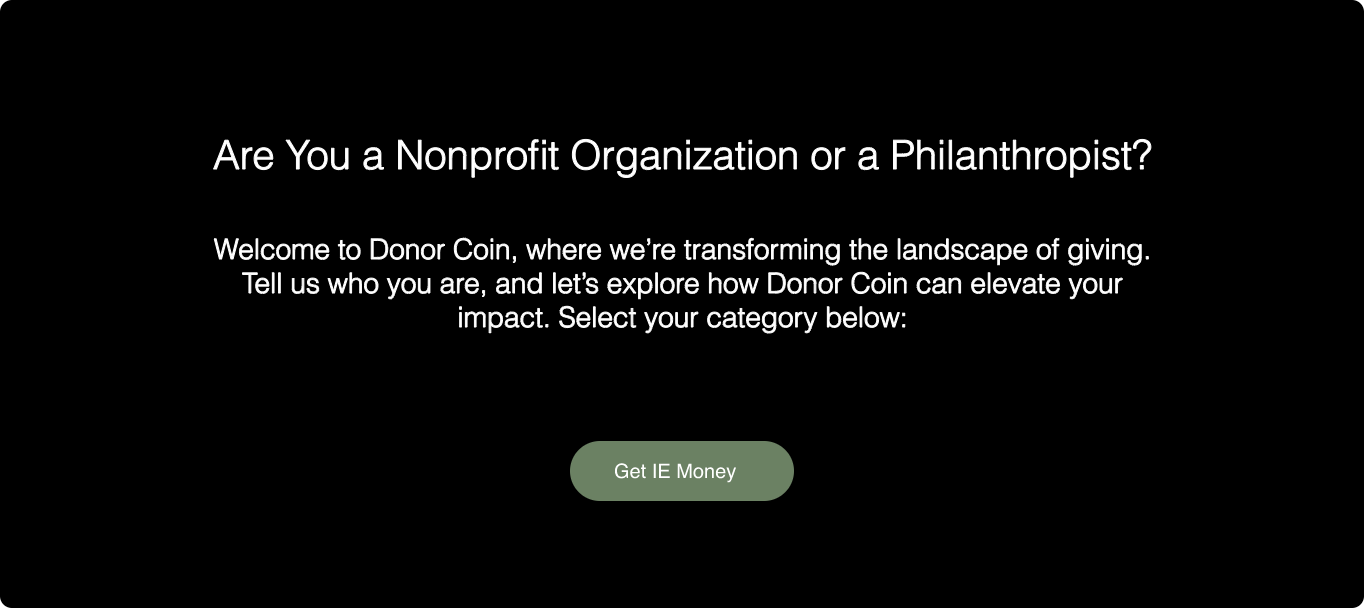 Are You a Nonprofit Organization or a Philanthropist?
Welcome to Donor Coin, where we’re transforming the landscape of giving.
Tell us who you are, and let’s explore how Donor Coin can elevate your
impact. Select your category below:
Get IE Money